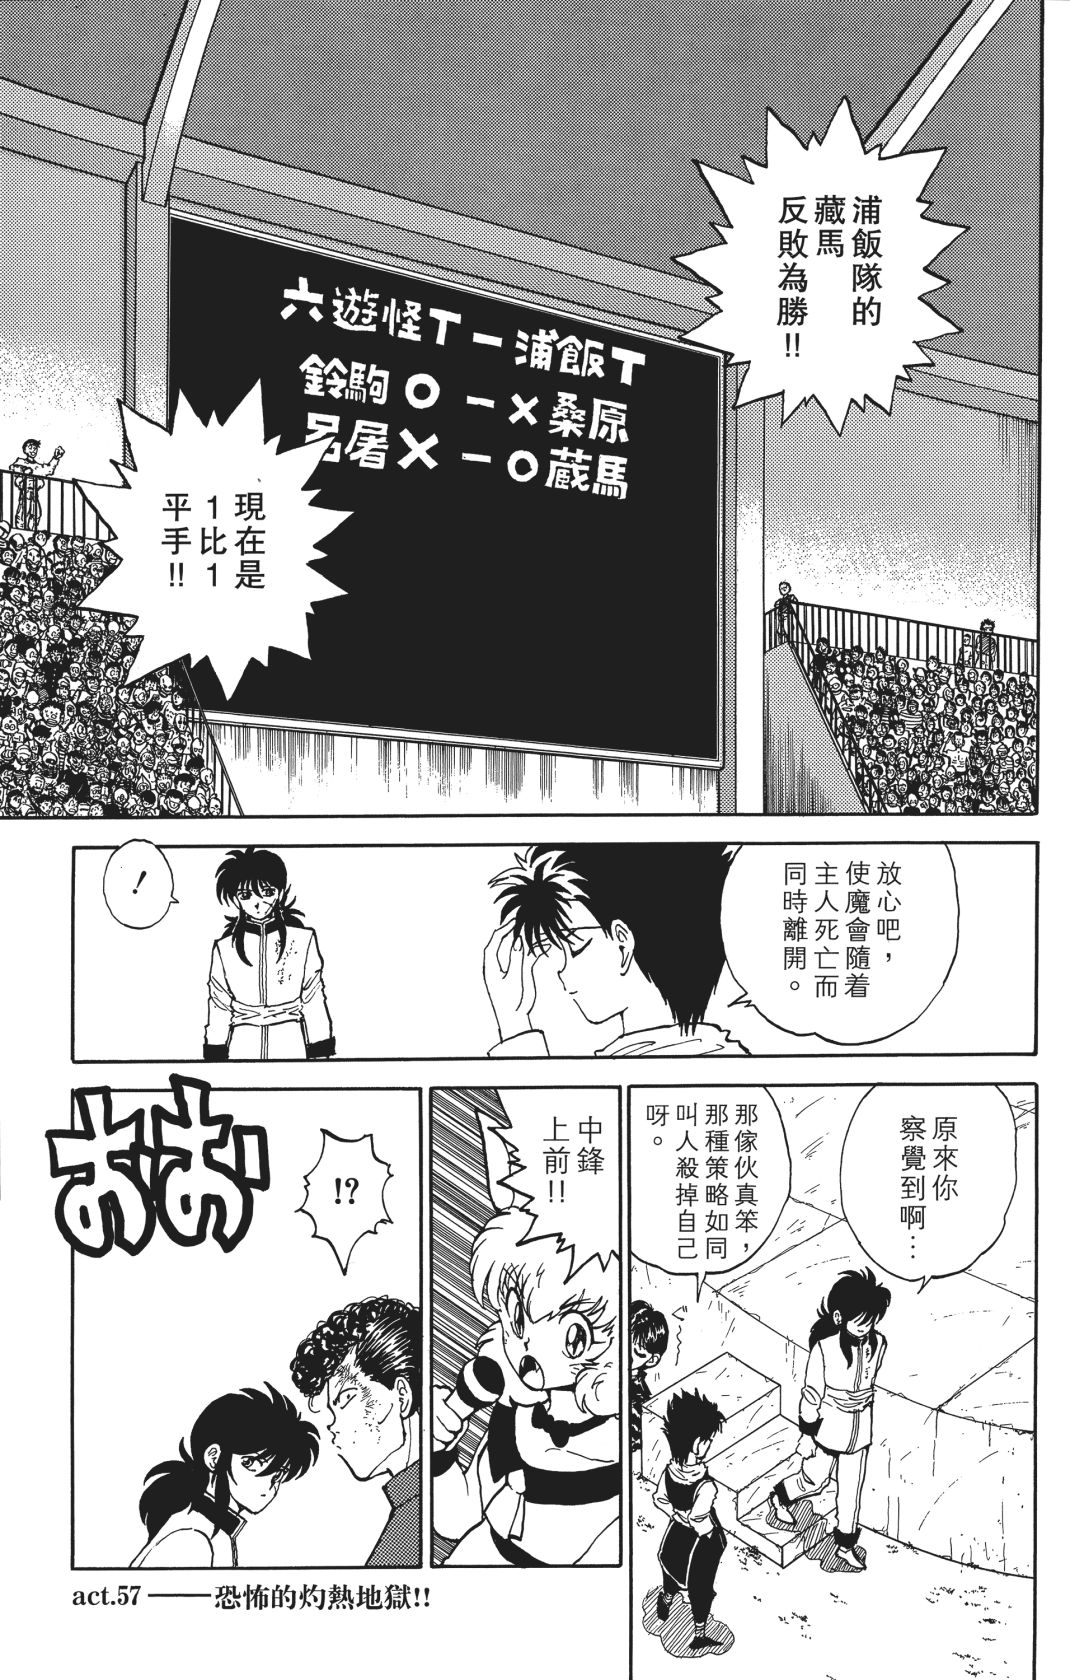 浦飯隊的
藏馬
反敗為勝!!
六遊怪T－浦飯T
鈴駒○－×桑原
呂屠×－○蔵馬
現在是
1比1
平手!!
放心吧，
使魔會隨着
主人死亡而
同時離開。
!
原來你
察覺到啊…
那傢伙真笨，
那種策略如同
叫人殺掉自己
呀。
中鋒
上前!!
!?
おお
act.57――恐怖的灼熱地獄!!